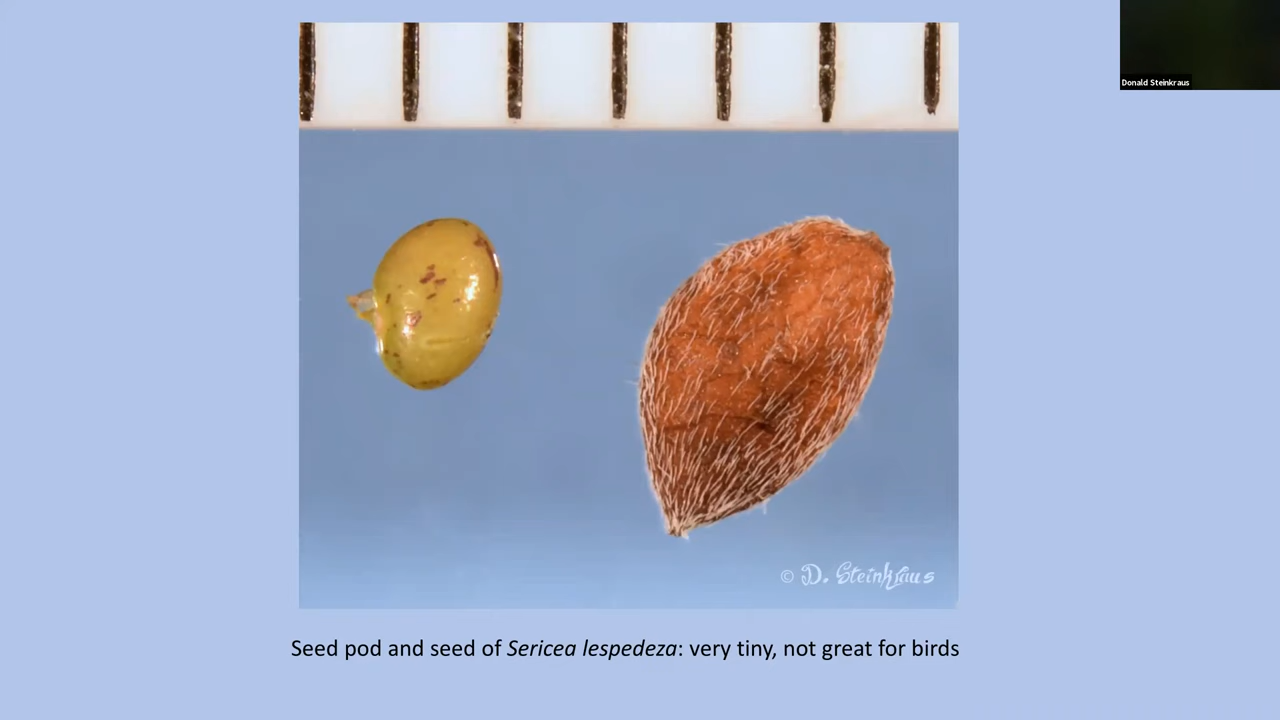 Donald Steinkraus
© D. Steinkraus
Seed pod and seed of Sericea lespedeza: very tiny, not great for birds